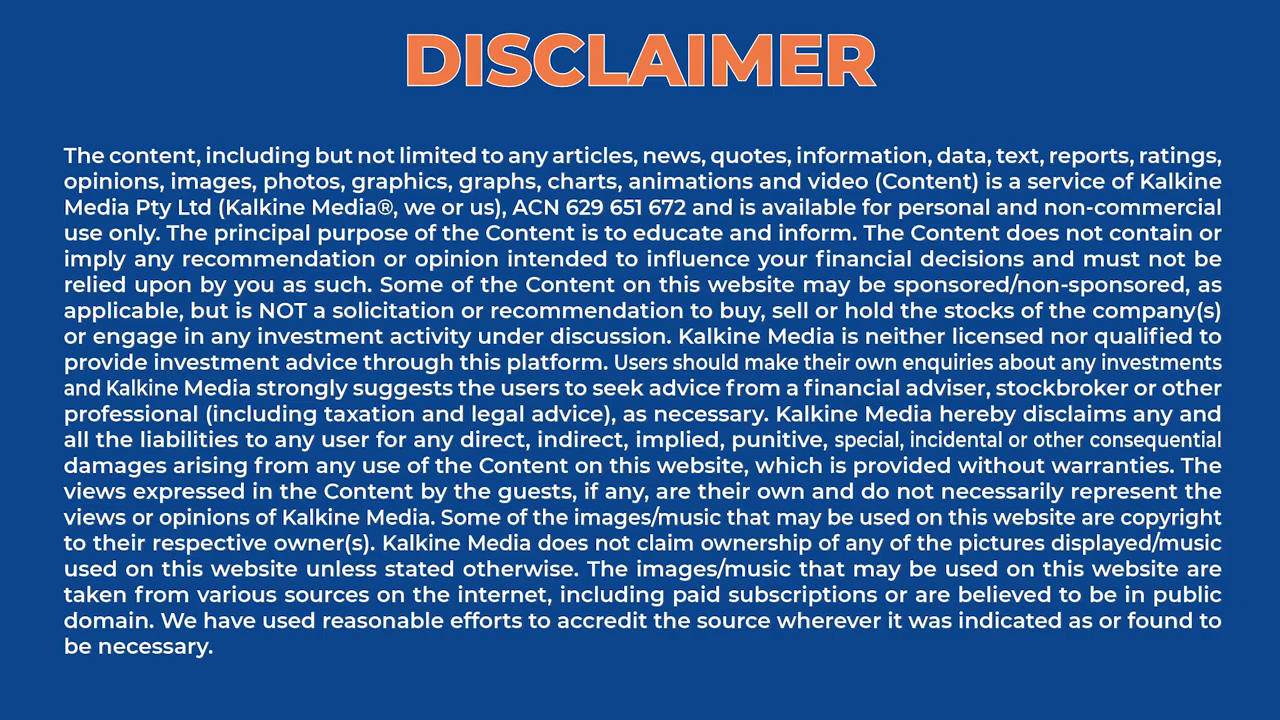 DISCLAIMER
The content, including but not limited to any articles, news, quotes, information, data, text, reports, ratings,
opinions, images, photos, graphics, graphs, charts, animations and video (Content) is a service of Kalkine
Media Pty Ltd (Kalkine Media®, we or us), ACN 629 651 672 and is available for personal and non-commercial
use only. The principal purpose of the Content is to educate and inform. The Content does not contain or
imply any recommendation or opinion intended to influence your financial decisions and must not be
relied upon by you as such. Some of the Content on this website may be sponsored/non-sponsored, as
applicable, but is NOT a solicitation or recommendation to buy, sell or hold the stocks of the company(s)
or engage in any investment activity under discussion. Kalkine Media is neither licensed nor qualified to
provide investment advice through this platform. Users should make their own enquiries about any investments
and Kalkine Media strongly suggests the users to seek advice from a financial adviser, stockbroker or other
professional (including taxation and legal advice), as necessary. Kalkine Media hereby disclaims any and
all the liabilities to any user for any direct, indirect, implied, punitive, special, incidental or other consequential
damages arising from any use of the Content on this website, which is provided without warranties. The
views expressed in the Content by the guests, if any, are their own and do not necessarily represent the
views or opinions of Kalkine Media. Some of the images/music that may be used on this website are copyright
to their respective owner(s). Kalkine Media does not claim ownership of any of the pictures displayed/music
used on this website unless stated otherwise. The images/music that may be used on this website are
taken from various sources on the internet, including paid subscriptions or are believed to be in public
domain. We have used reasonable efforts to accredit the source wherever it was indicated as or found to
be necessary.